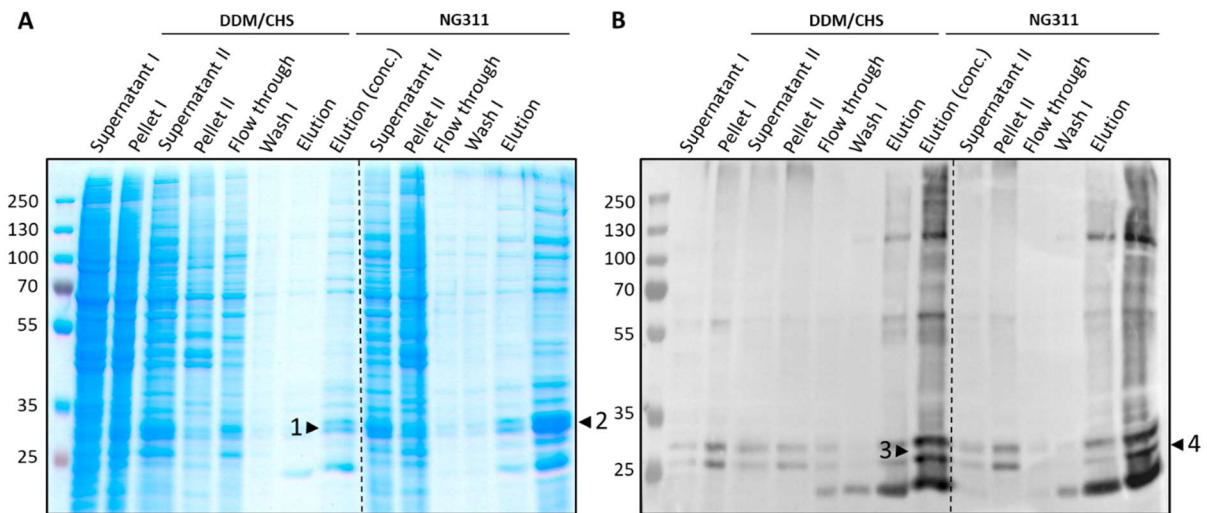 A
DDM/CHS
NG311
Supernatant I
Pellet I
Supernatant II
Pellet II
Flow through
Wash I
Elution
Elution (conc.)
Supernatant II
Pellet II
Flow through
Wash I
Elution
250
130
100
70
55
35
25
1
2
B
DDM/CHS
NG311
Supernatant I
Pellet I
Supernatant II
Pellet II
Flow through
Wash I
Elution
Elution (conc.)
Supernatant II
Pellet II
Flow through
Wash I
Elution
250
130
100
70
55
35
25
3
4